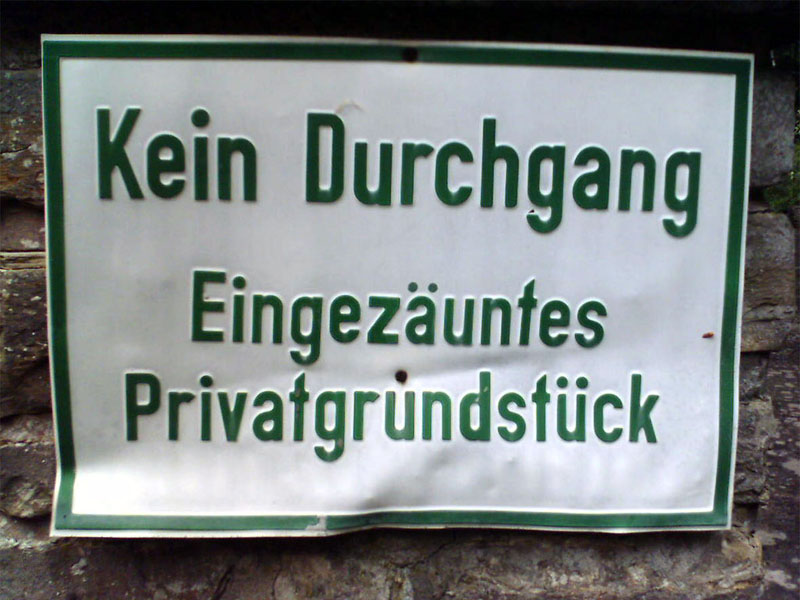 Kein Durchgang
Eingezäuntes
Privatgrundstück